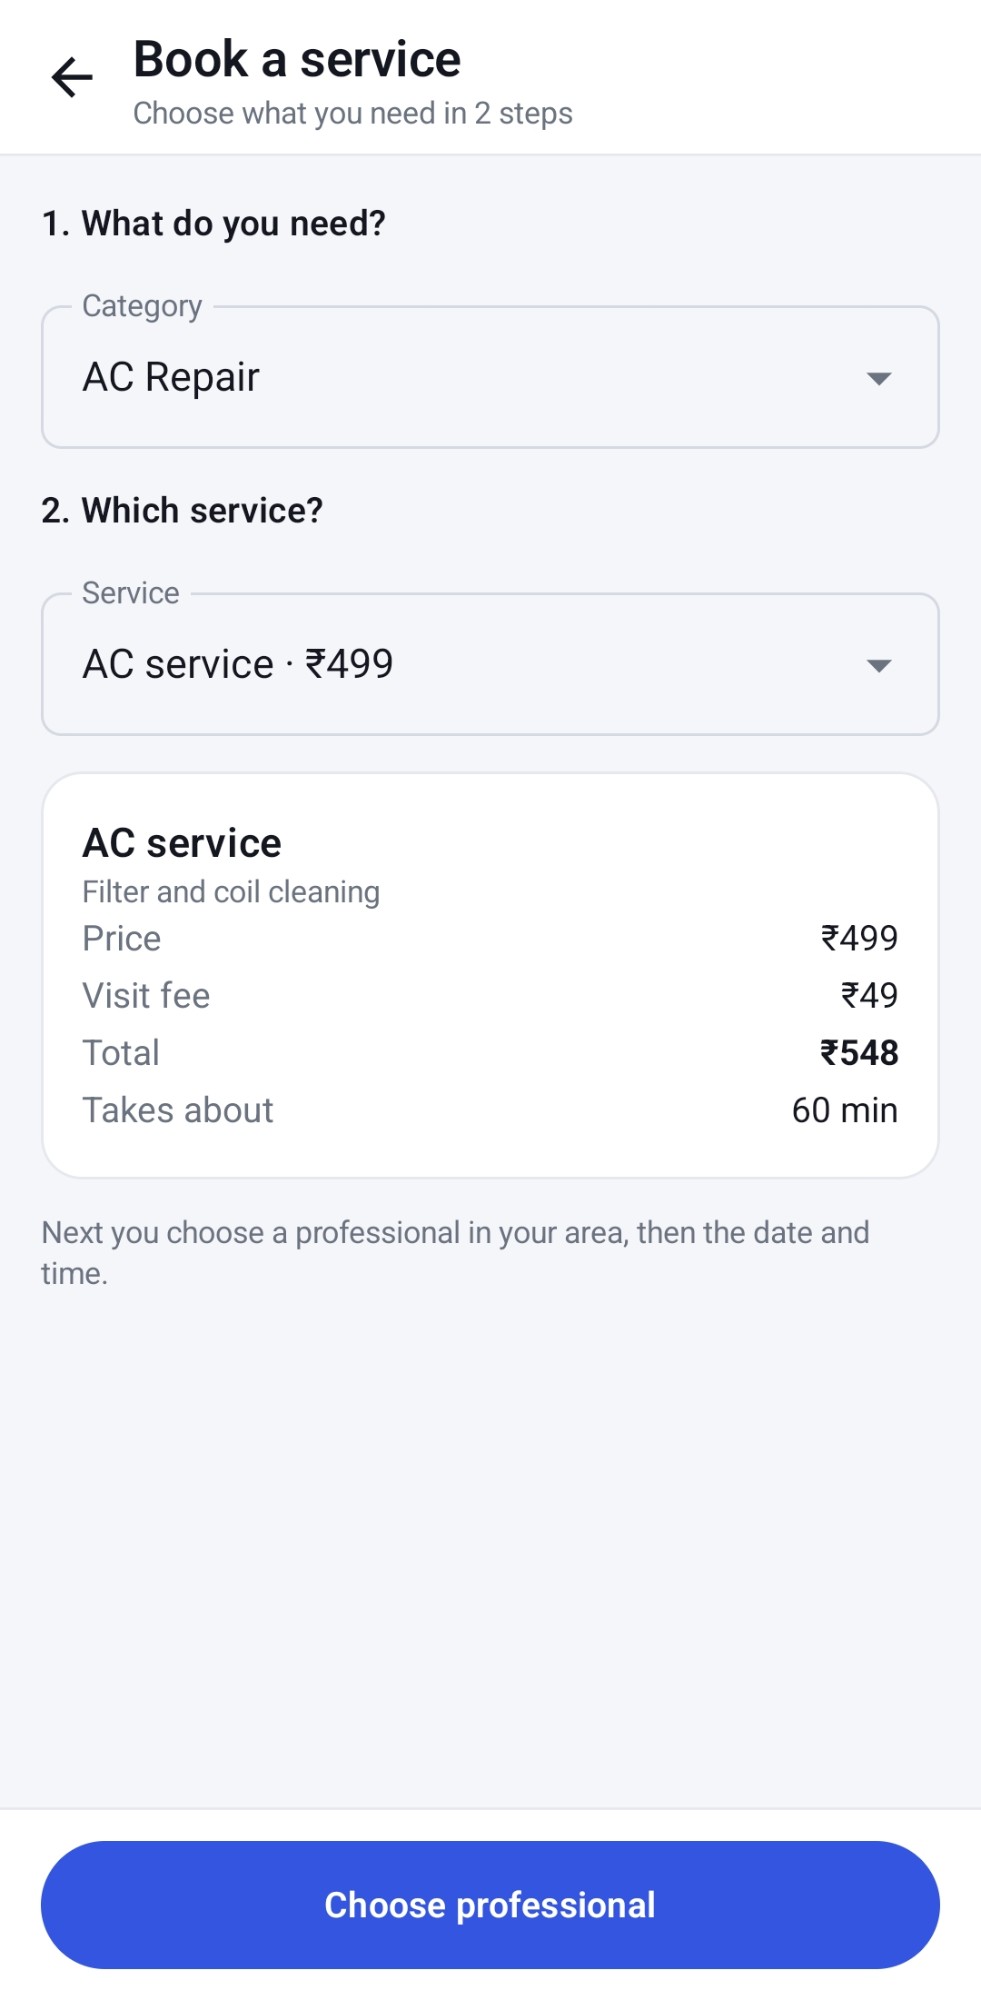 Book a service
Choose what you need in 2 steps
1. What do you need?
Category
AC Repair
2. Which service?
Service
AC service · ₹499
AC service
Filter and coil cleaning
Price ₹499
Visit fee ₹49
Total ₹548
Takes about 60 min
Next you choose a professional in your area, then the date and
time.
Choose professional